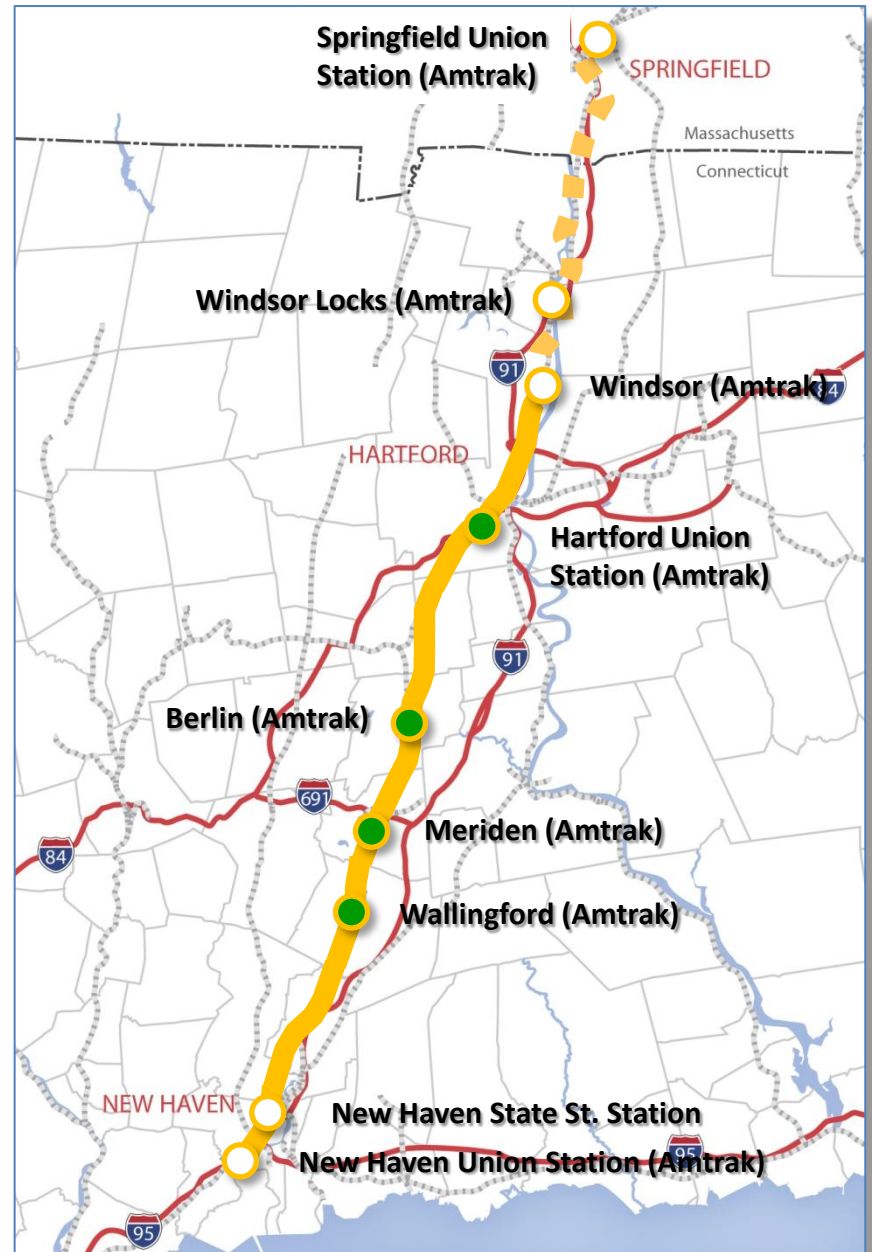 Springfield Union
Station (Amtrak)
SPRINGFIELD
Massachusetts
Connecticut
Windsor Locks (Amtrak)
91
Windsor (Amtrak)
84
HARTFORD
Hartford Union
Station (Amtrak)
91
Berlin (Amtrak)
691
Meriden (Amtrak)
84
Wallingford (Amtrak)
NEW HAVEN
New Haven State St. Station
95
New Haven Union Station (Amtrak)
95